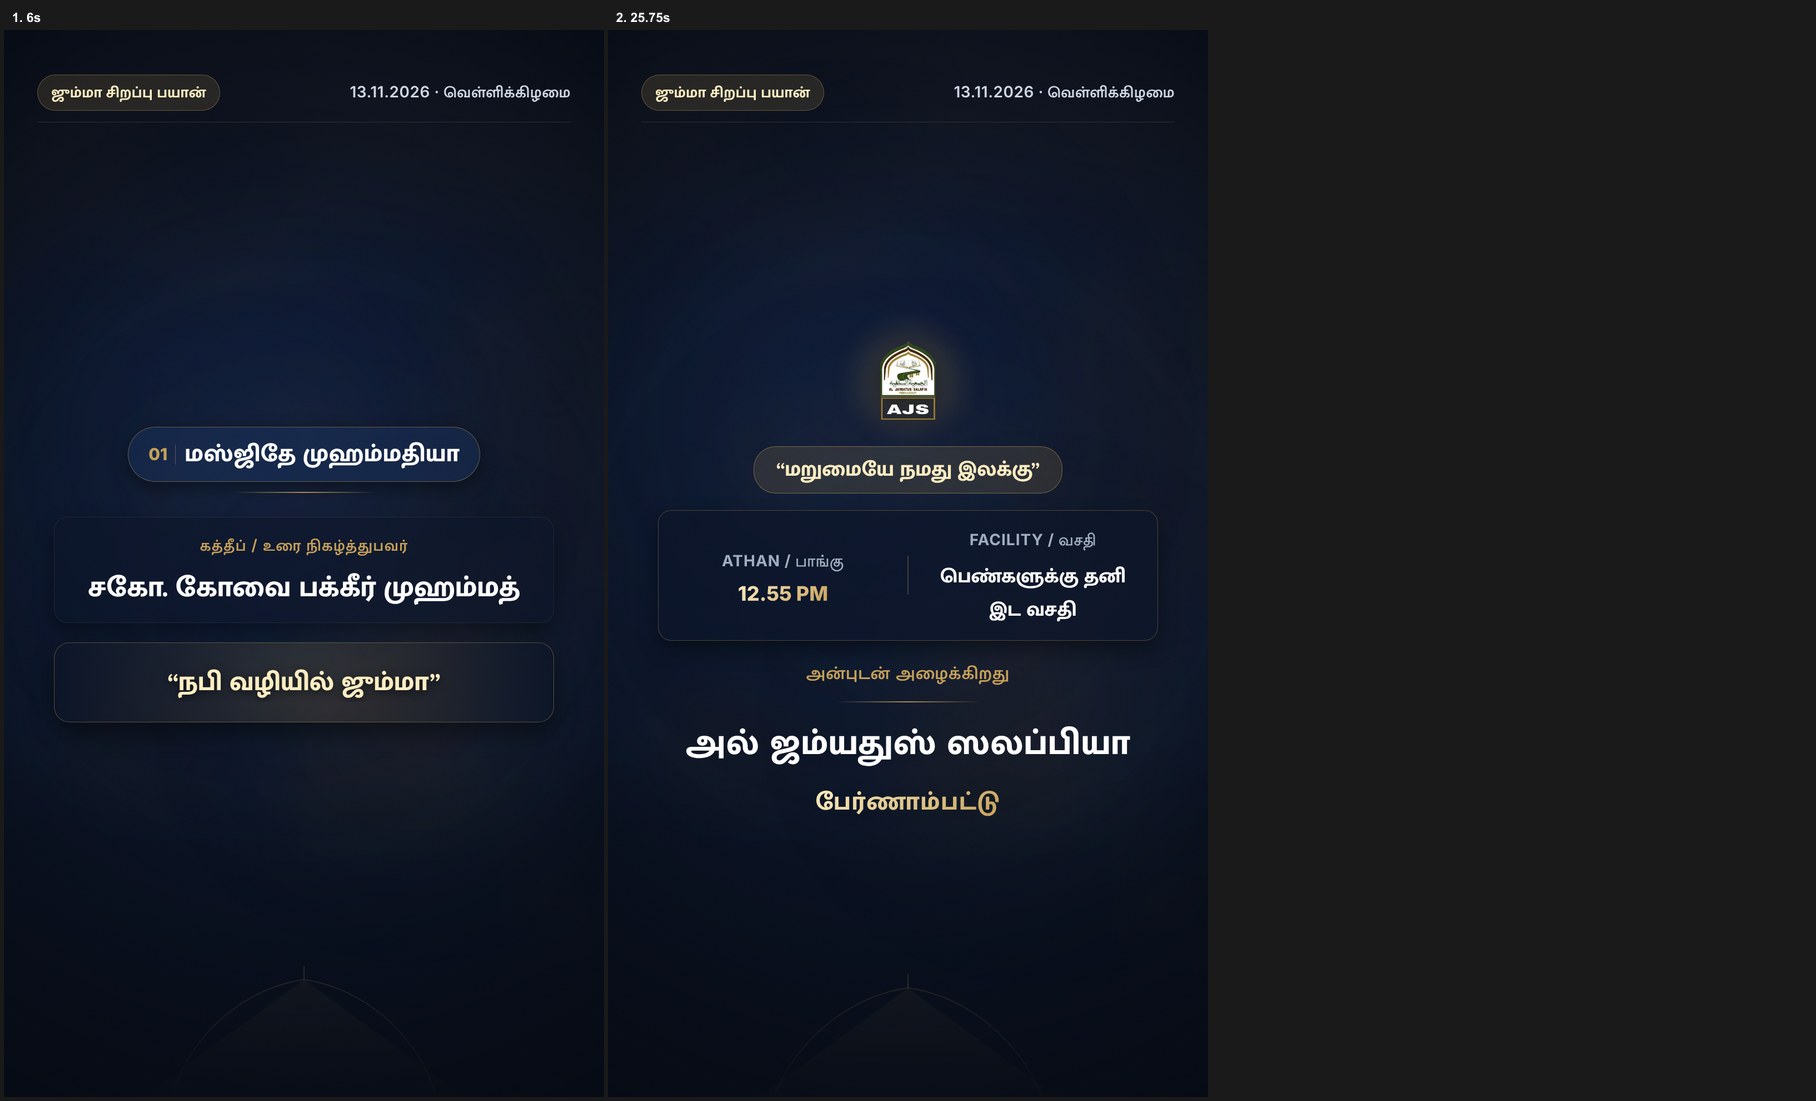 1. 6s
ஜும்மா சிறப்பு பயான்
13.11.2026 · வெள்ளிக்கிழமை
01 மஸ்ஜிதே முஹம்மதியா
கத்தீப் / உரை நிகழ்த்துபவர்
சகோ. கோவை பக்கீர் முஹம்மத்
“நபி வழியில் ஜும்மா”
2. 25.75s
ஜும்மா சிறப்பு பயான்
13.11.2026 · வெள்ளிக்கிழமை
AJS
“மறுமையே நமது இலக்கு”
ATHAN / பாங்கு
12.55 PM
FACILITY / வசதி
பெண்களுக்கு தனி
இட வசதி
அன்புடன் அழைக்கிறது
அல் ஜம்யதுஸ் ஸலப்பியா
பேர்ணாம்பட்டு